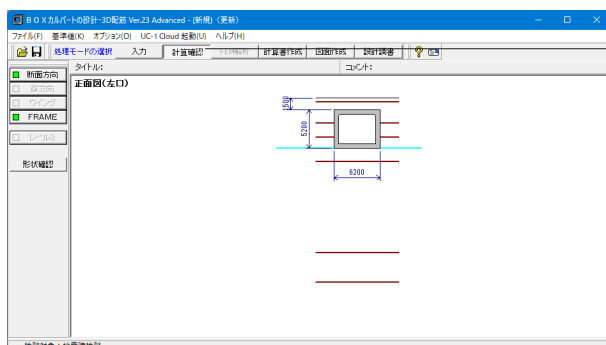 ＢＯＸカルバートの設計・3D配筋 Ver.23 Advanced - (新規) (更新)
ファイル(F) 基準値(K) オプション(O) UC-1 Cloud 起動(U) ヘルプ(H)
処理モードの選択 入力 計算確認 FEM解析 計算書作成 図面作成 設計調書
タイトル: コメント:
断面方向
縦方向
ウイング
FRAME
レベル2
形状確認
正面図(左口)
1500
5200
6200